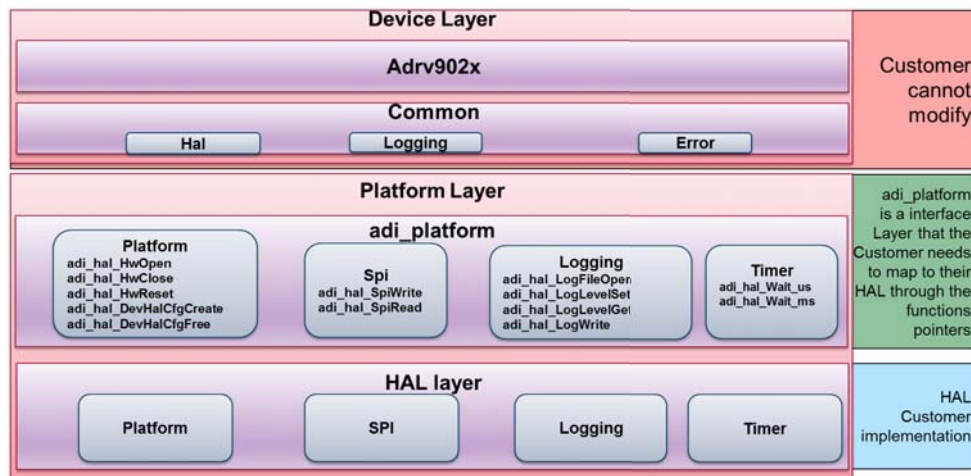 Device Layer
Adrv902x
Common
Hal
Logging
Error
Customer
cannot
modify
Platform Layer
adi_platform
Platform
adi_hal_HwOpen
adi_hal_HwClose
adi_hal_HwReset
adi_hal_DevHalCfgCreate
adi_hal_DevHalCfgFree
Spi
adi_hal_SpiWrite
adi_hal_SpiRead
Logging
adi_hal_LogFileOpen
adi_hal_LogLevelSet
adi_hal_LogLevelGet
adi_hal_LogWrite
Timer
adi_hal_Wait_us
adi_hal_Wait_ms
adi_platform
is a interface
Layer that the
Customer needs
to map to their
HAL through the
functions
pointers
HAL layer
Platform
SPI
Logging
Timer
HAL
Customer
implementation